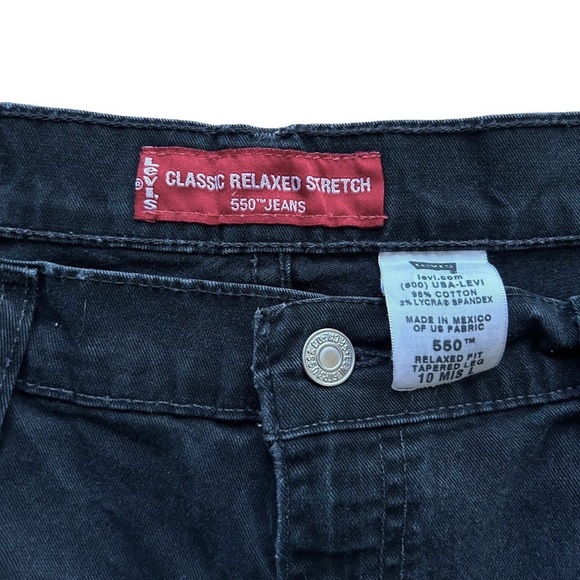 LEVI'S®
CLASSIC RELAXED STRETCH
550™ JEANS
LEVI'S
levi.com
(800) USA-LEVI
98% COTTON
2% LYCRA® SPANDEX
MADE IN MEXICO
OF US FABRIC
550™
RELAXED FIT
TAPERED LEG
10 MIS L